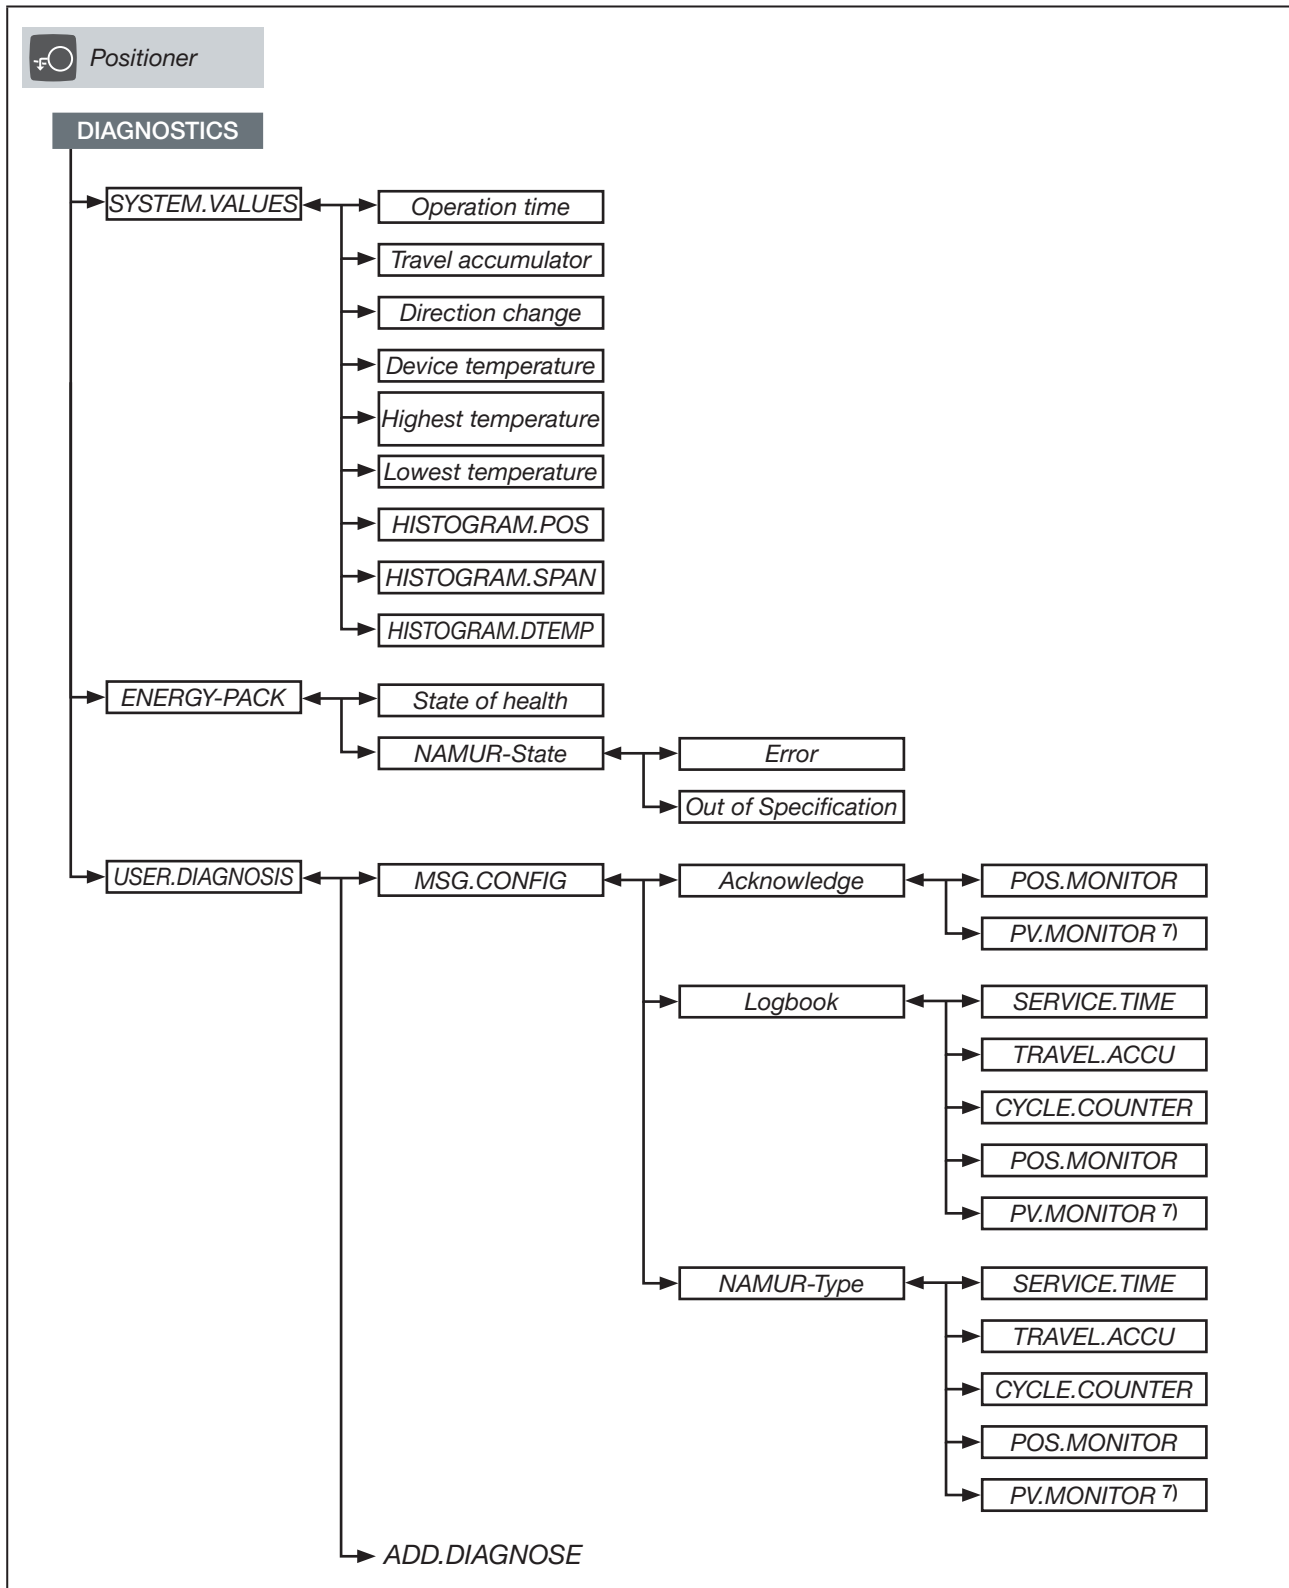 Positioner
DIAGNOSTICS
SYSTEM.VALUES
Operation time
Travel accumulator
Direction change
Device temperature
Highest temperature
Lowest temperature
HISTOGRAM.POS
HISTOGRAM.SPAN
HISTOGRAM.DTEMP
ENERGY-PACK
State of health
NAMUR-State
Error
Out of Specification
USER.DIAGNOSIS
MSG.CONFIG
Acknowledge
POS.MONITOR
PV.MONITOR 7)
Logbook
SERVICE.TIME
TRAVEL.ACCU
CYCLE.COUNTER
POS.MONITOR
PV.MONITOR 7)
NAMUR-Type
SERVICE.TIME
TRAVEL.ACCU
CYCLE.COUNTER
POS.MONITOR
PV.MONITOR 7)
ADD.DIAGNOSE